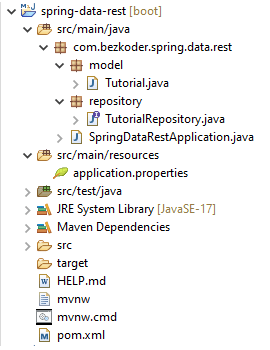 spring-data-rest [boot]
src/main/java
com.bezkoder.spring.data.rest
model
Tutorial.java
repository
TutorialRepository.java
SpringDataRestApplication.java
src/main/resources
application.properties
src/test/java
JRE System Library [JavaSE-17]
Maven Dependencies
src
target
HELP.md
mvnw
mvnw.cmd
pom.xml